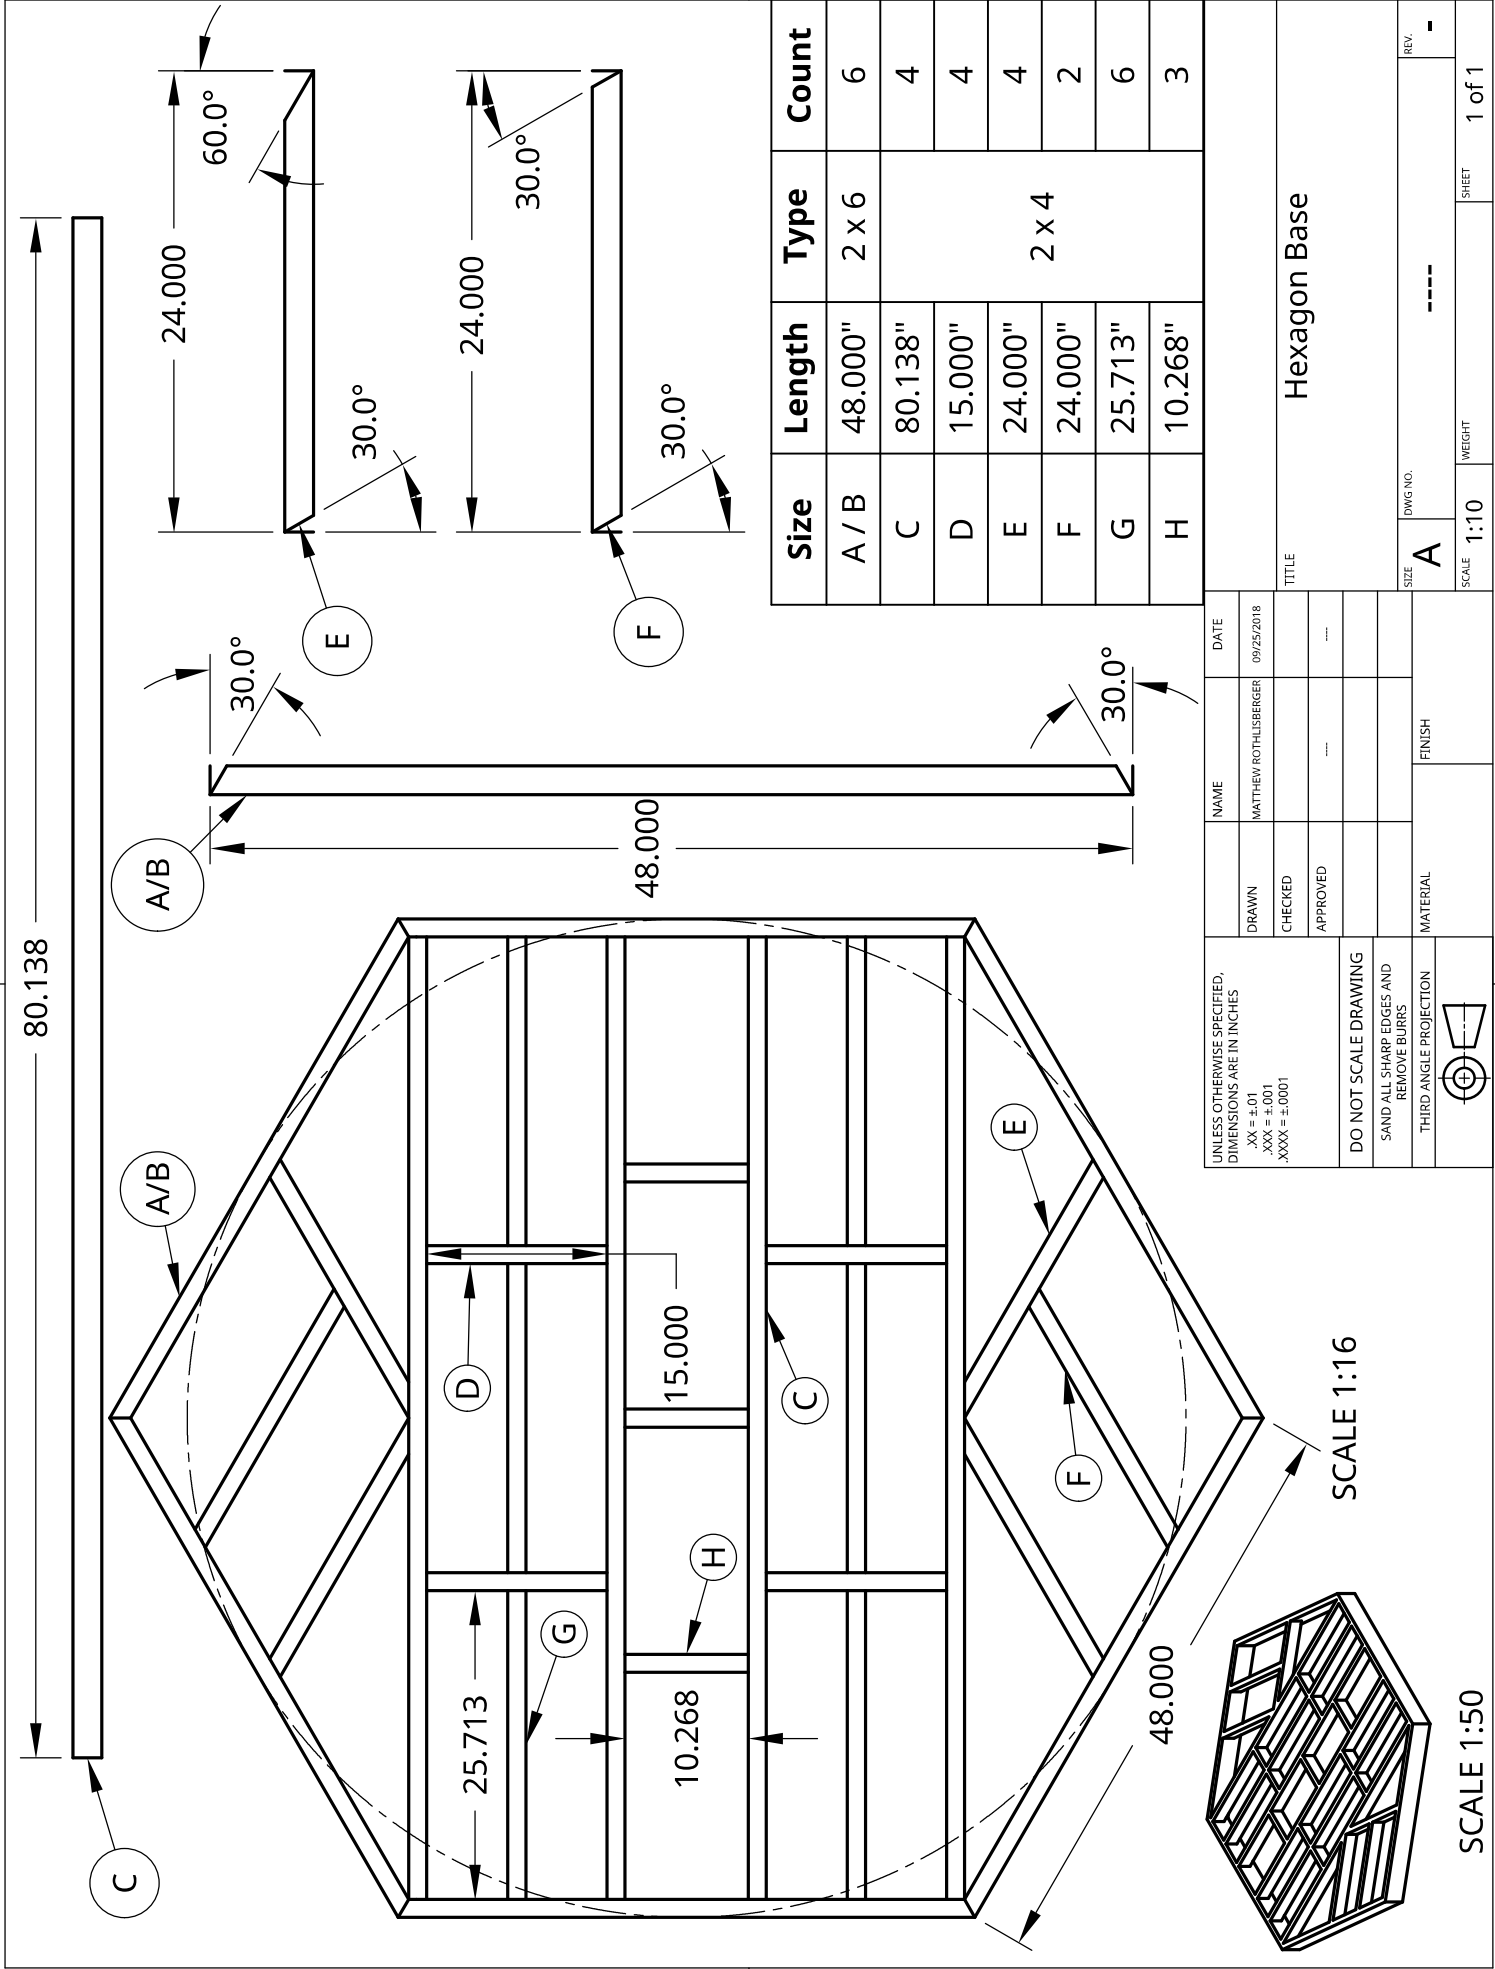 80.138
C
24.000
60.0°
30.0°
E
24.000
30.0°
30.0°
F
A/B
30.0°
48.000
30.0°
A/B
D
15.000
25.713
G
H
10.268
C
E
F
48.000
SCALE 1:16
SCALE 1:50
Size Length Type Count
A / B 48.000" 2 x 6 6
C 80.138" 2 x 4 4
D 15.000" 4
E 24.000" 4
F 24.000" 2
G 25.713" 6
H 10.268" 3
UNLESS OTHERWISE SPECIFIED,
DIMENSIONS ARE IN INCHES
.XX = ±.01
.XXX = ±.001
.XXXX = ±.0001
DO NOT SCALE DRAWING
SAND ALL SHARP EDGES AND
REMOVE BURRS
THIRD ANGLE PROJECTION
NAME DATE
DRAWN MATTHEW ROTHLISBERGER 09/25/2018
CHECKED
APPROVED ---- ----
MATERIAL FINISH
TITLE
Hexagon Base
SIZE DWG NO. REV.
A ---- -
SCALE 1:10 WEIGHT SHEET 1 of 1